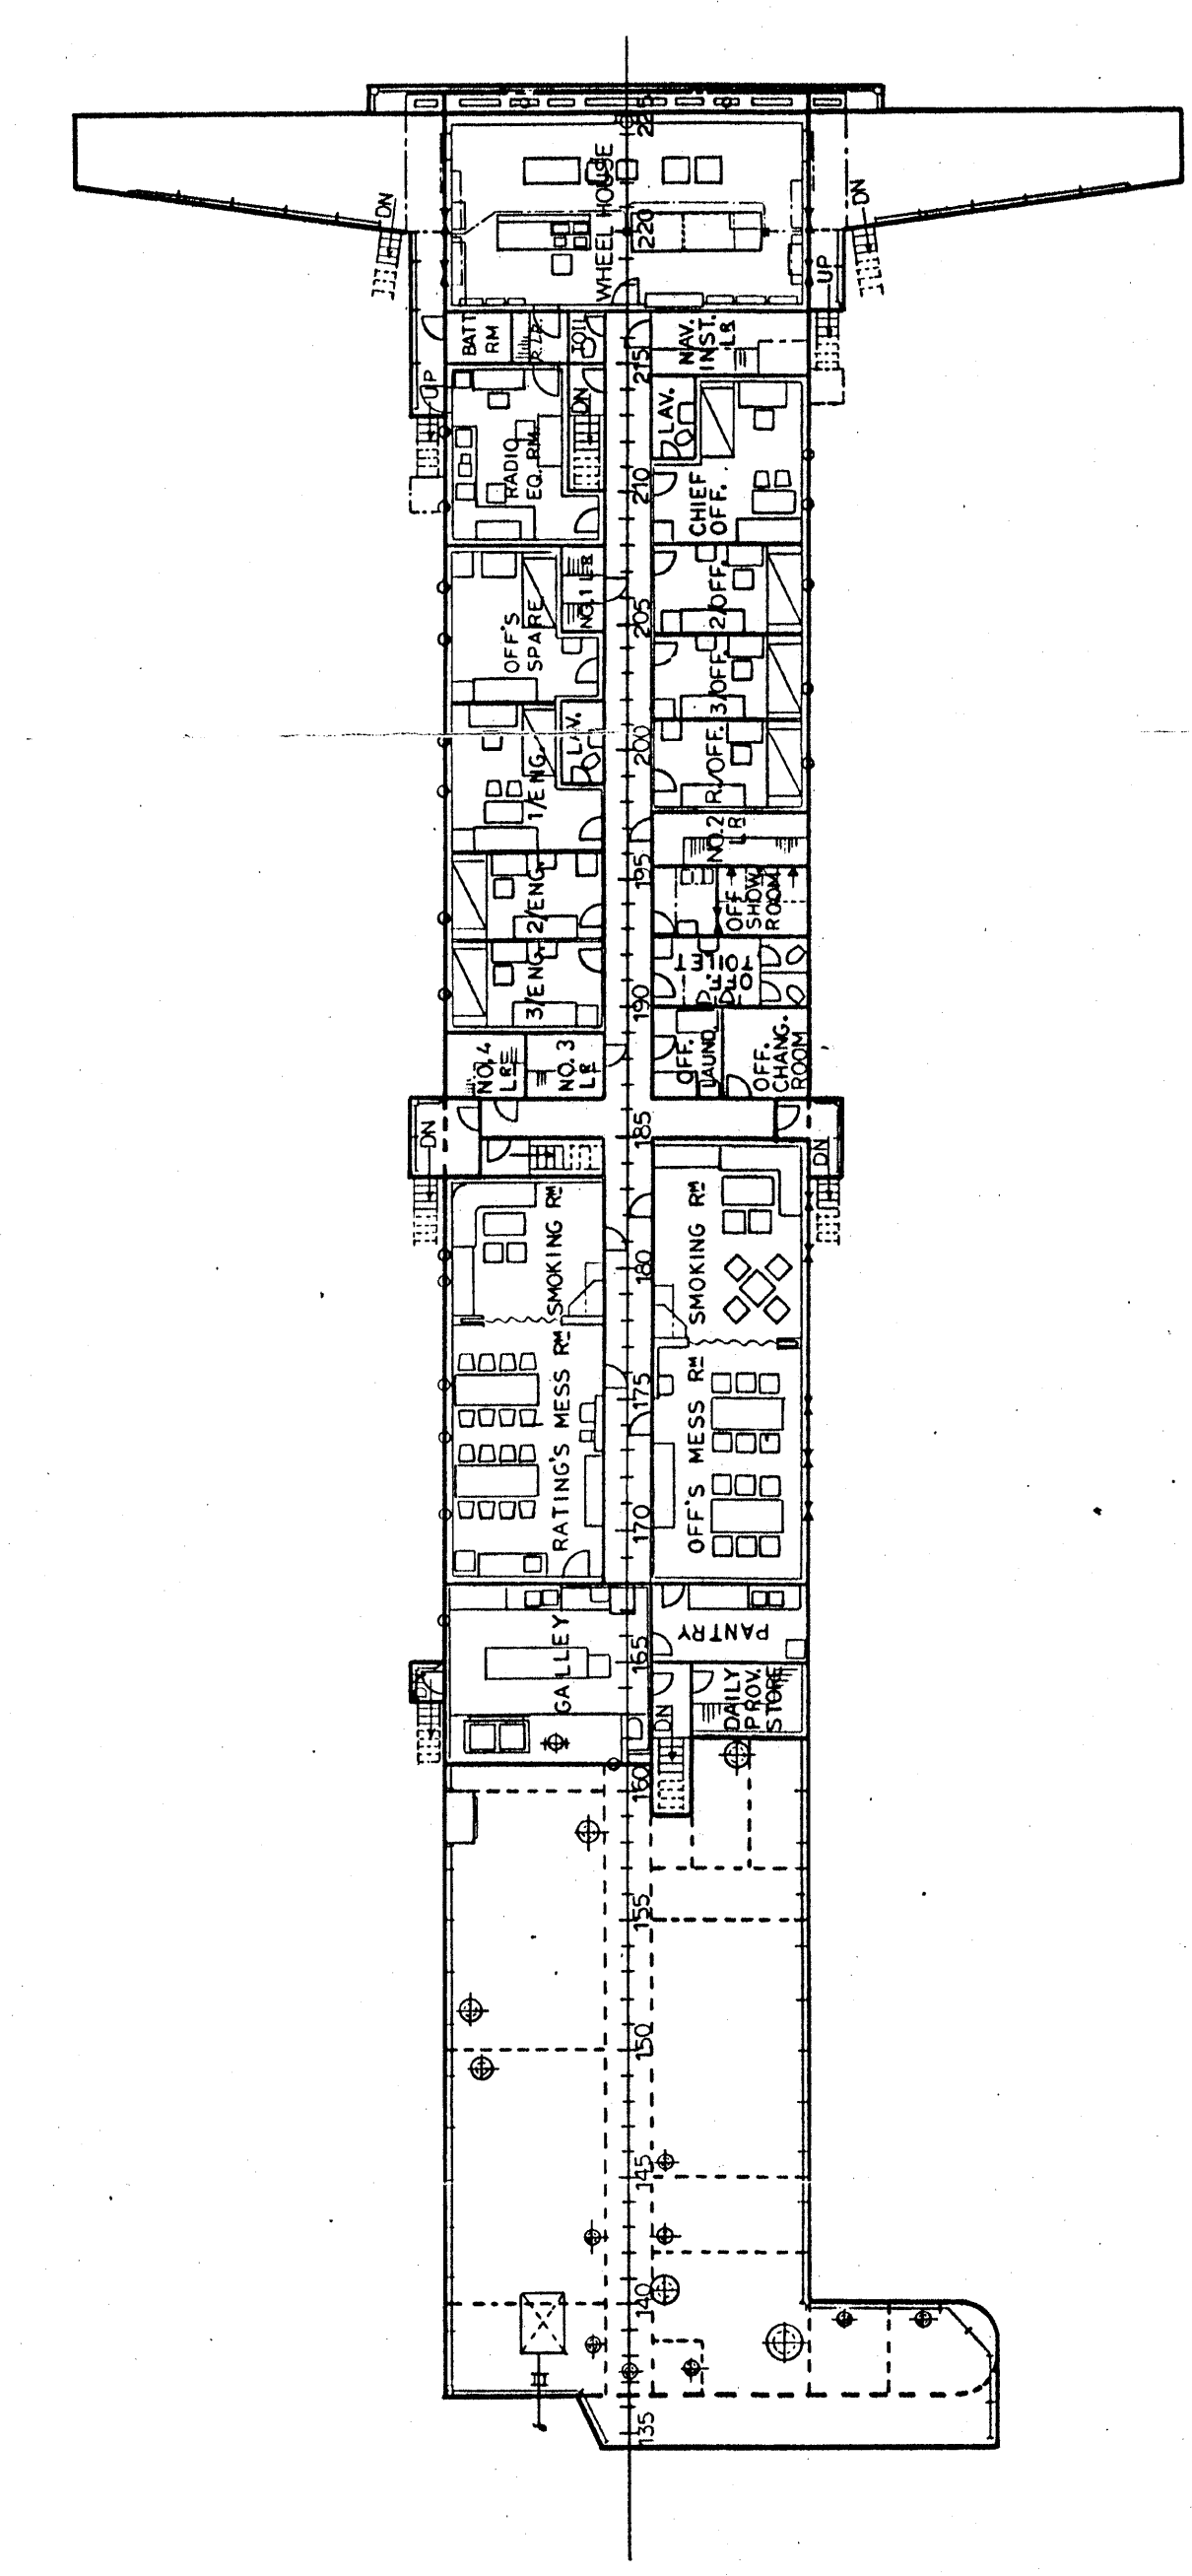 DN
DN
WHEEL HOUSE
225
220
UP
BATT
RM
TOIL
NAV.
INST.
LR
215
UP
DN
LAV.
RADIO
EQ. RM.
210
CHIEF
OFF.
NO.1 LR
2/OFF.
205
OFF'S
SPARE
3/OFF.
LAV.
200
1/ENG.
R/OFF.
NO.2
LR
195
2/ENG.
OFF
SHOW.
ROOM
OFF.
TOILET
190
3/ENG.
NO.4
LR
NO.3
LR
OFF.
LAUND.
OFF.
CHANG.
ROOM
DN
185
DN
SMOKING RM
SMOKING RM
180
RATING'S MESS RM
175
OFF'S MESS RM
170
GALLEY
165
PANTRY
DN
DAILY
PROV.
STORE
160
155
150
145
140
135